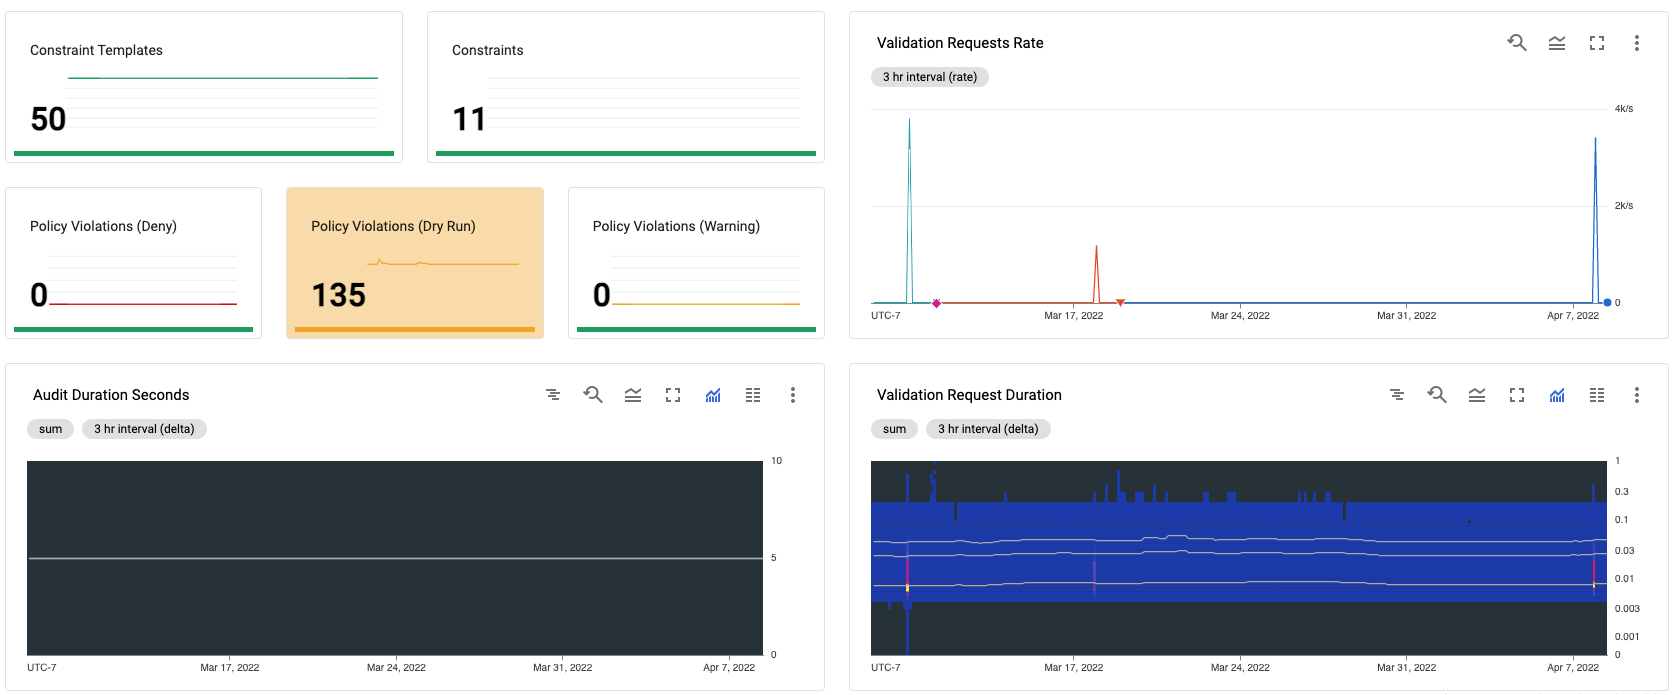 Constraint Templates
50
Constraints
11
Policy Violations (Deny)
0
Policy Violations (Dry Run)
135
Policy Violations (Warning)
0
Validation Requests Rate
3 hr interval (rate)
4k/s
2k/s
0
UTC-7
Mar 17, 2022
Mar 24, 2022
Mar 31, 2022
Apr 7, 2022
Audit Duration Seconds
sum
3 hr interval (delta)
10
5
0
UTC-7
Mar 17, 2022
Mar 24, 2022
Mar 31, 2022
Apr 7, 2022
Validation Request Duration
sum
3 hr interval (delta)
1
0.3
0.1
0.03
0.01
0.003
0.001
0
UTC-7
Mar 17, 2022
Mar 24, 2022
Mar 31, 2022
Apr 7, 2022